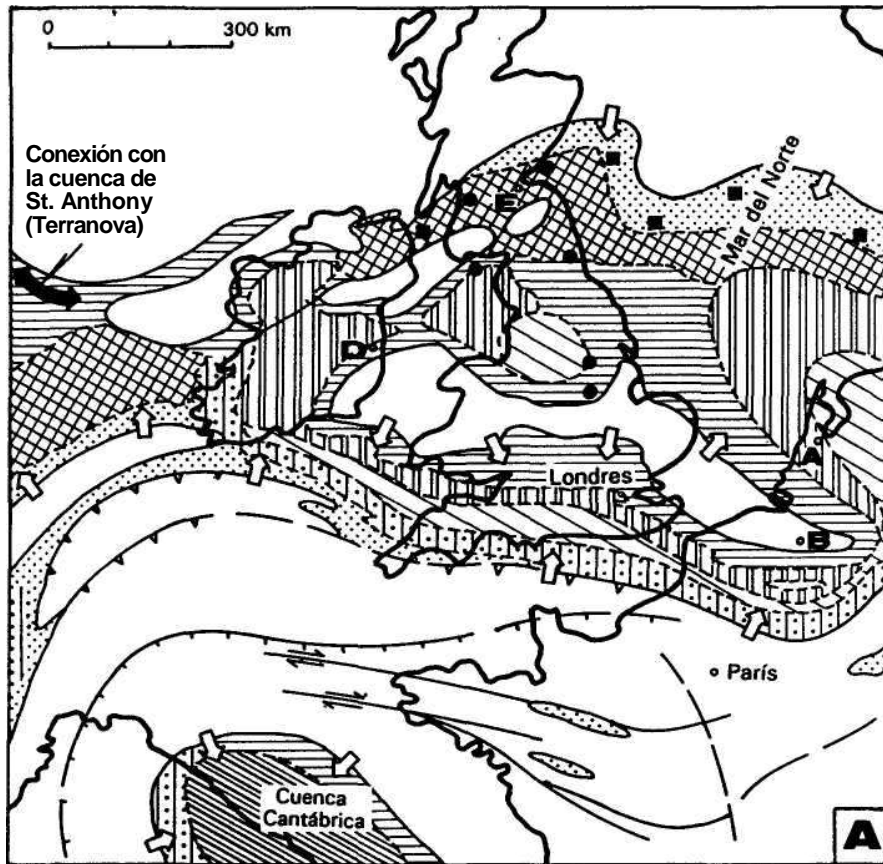 0 300 km
Conexión con
la cuenca de
St. Anthony
(Terranova)
Mar del Norte
E
D
A
Londres
B
París
Cuenca
Cantábrica
A